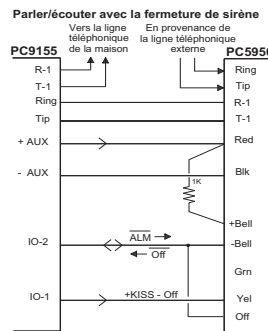 Parler/écouter avec la fermeture de sirène
Vers la ligne téléphonique de la maison
En provenance de la ligne téléphonique externe
PC9155
PC5950
R-1
Ring
T-1
Tip
Ring
R-1
Tip
T-1
+ AUX
Red
1K
- AUX
Blk
+Bell
IO-2
ALM
-Bell
Off
Grn
IO-1
+KISS - Off
Yel
Off